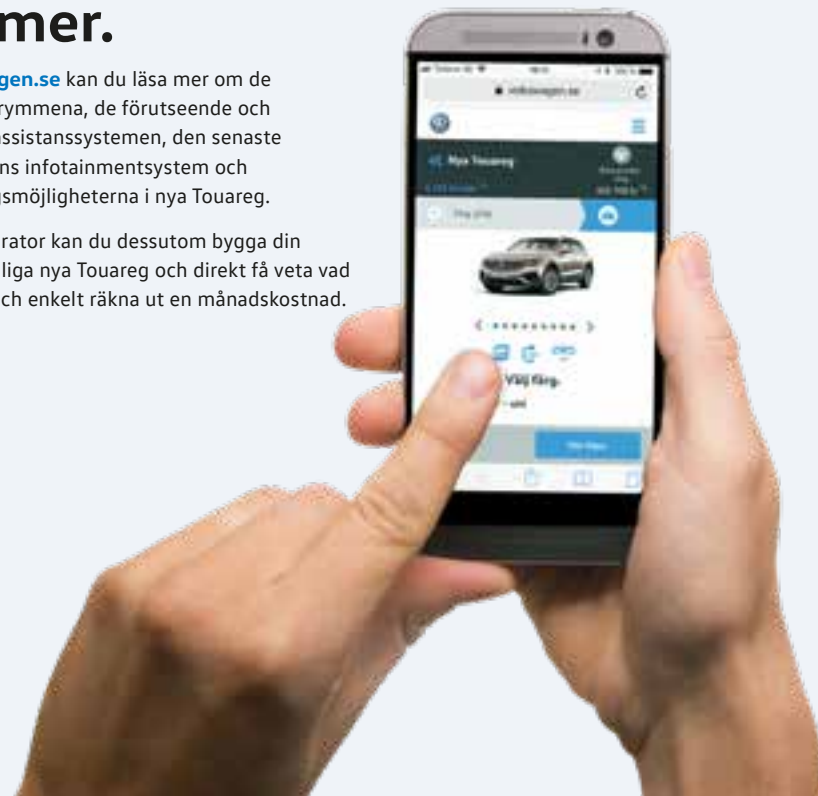 mer.
gen.se kan du läsa mer om de
rymmena, de förutseende och
assistanssystemen, den senaste
ns infotainmentsystem och
gsmöjligheterna i nya Touareg.
rator kan du dessutom bygga din
liga nya Touareg och direkt få veta vad
ch enkelt räkna ut en månadskostnad.
volkswagen.se
Nya Touareg
Välj färg.